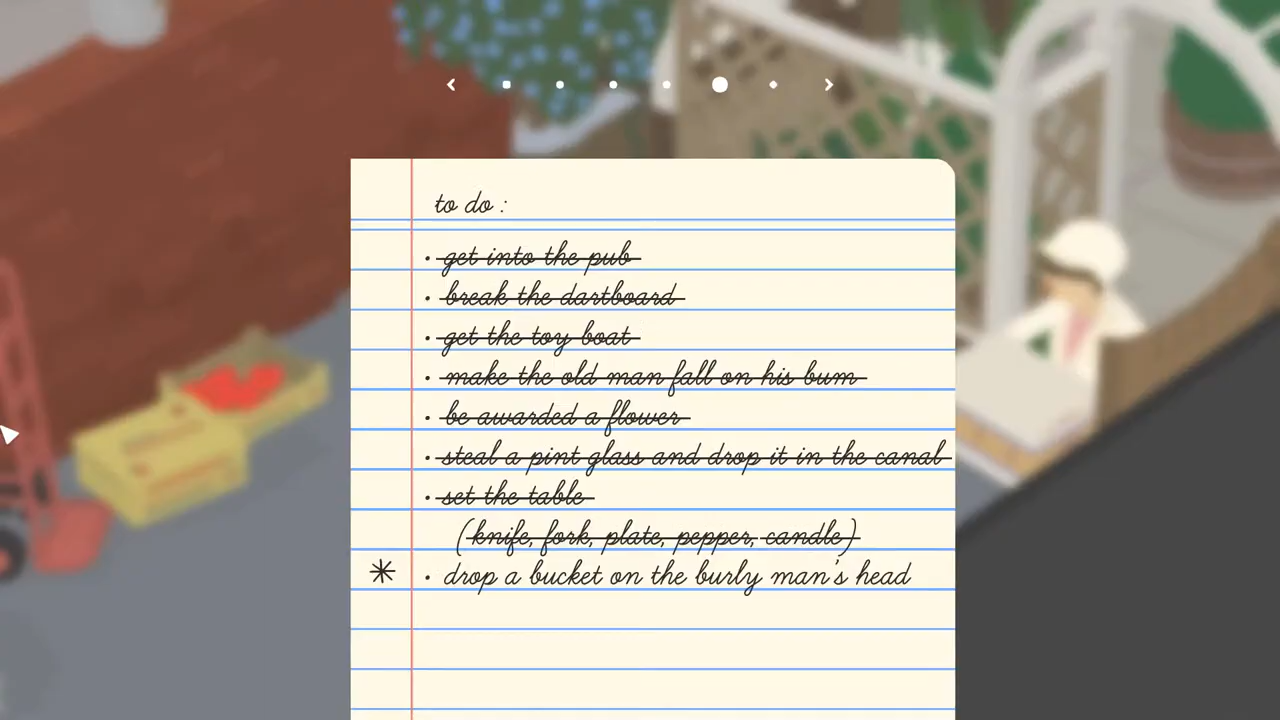 to do :
• get into the pub
• break the dartboard
• get the toy boat
• make the old man fall on his bum
• be awarded a flower
• steal a pint glass and drop it in the canal
• set the table
(knife, fork, plate, pepper, candle)
• drop a bucket on the burly man's head